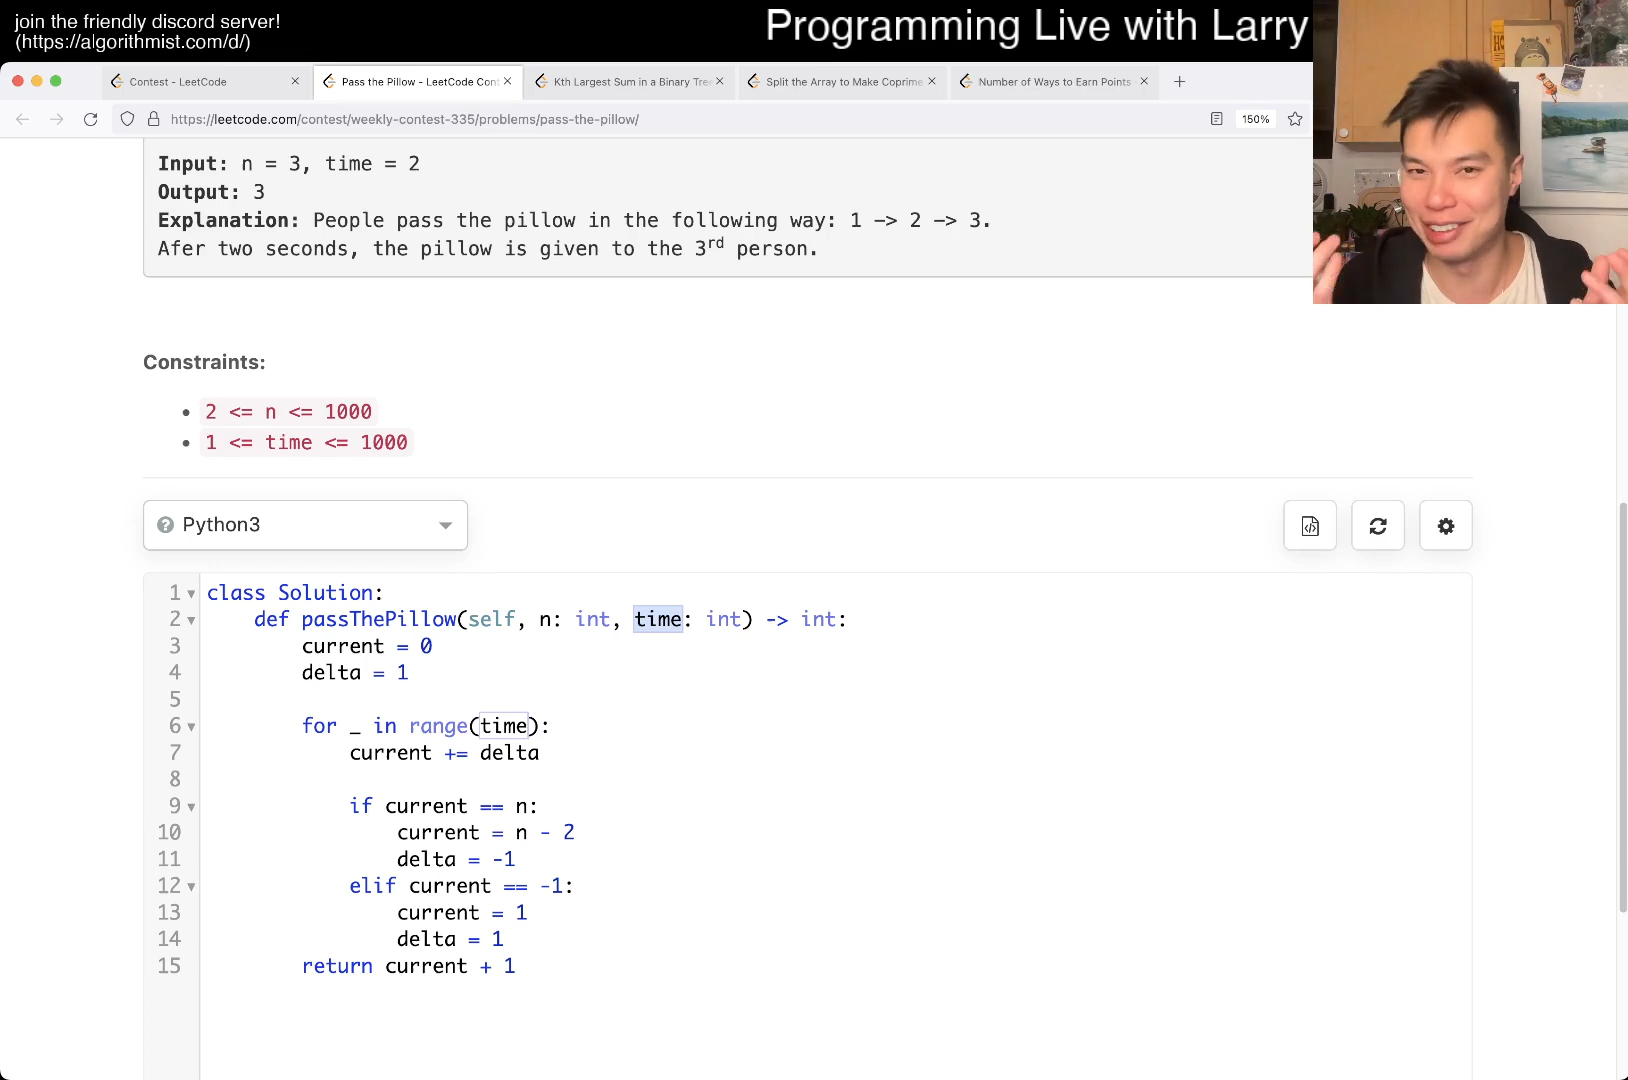 join the friendly discord server!
(https://algorithmist.com/d/)
Programming Live with Larry
Contest - LeetCode
Pass the Pillow - LeetCode Cont
Kth Largest Sum in a Binary Tree
Split the Array to Make Coprime
Number of Ways to Earn Points
https://leetcode.com/contest/weekly-contest-335/problems/pass-the-pillow/
150%
Input: n = 3, time = 2
Output: 3
Explanation: People pass the pillow in the following way: 1 -> 2 -> 3.
Afer two seconds, the pillow is given to the 3rd person.
Constraints:
2 <= n <= 1000
1 <= time <= 1000
Python3
1 class Solution:
2 def passThePillow(self, n: int, time: int) -> int:
3 current = 0
4 delta = 1
5
6 for _ in range(time):
7 current += delta
8
9 if current == n:
10 current = n - 2
11 delta = -1
12 elif current == -1:
13 current = 1
14 delta = 1
15 return current + 1